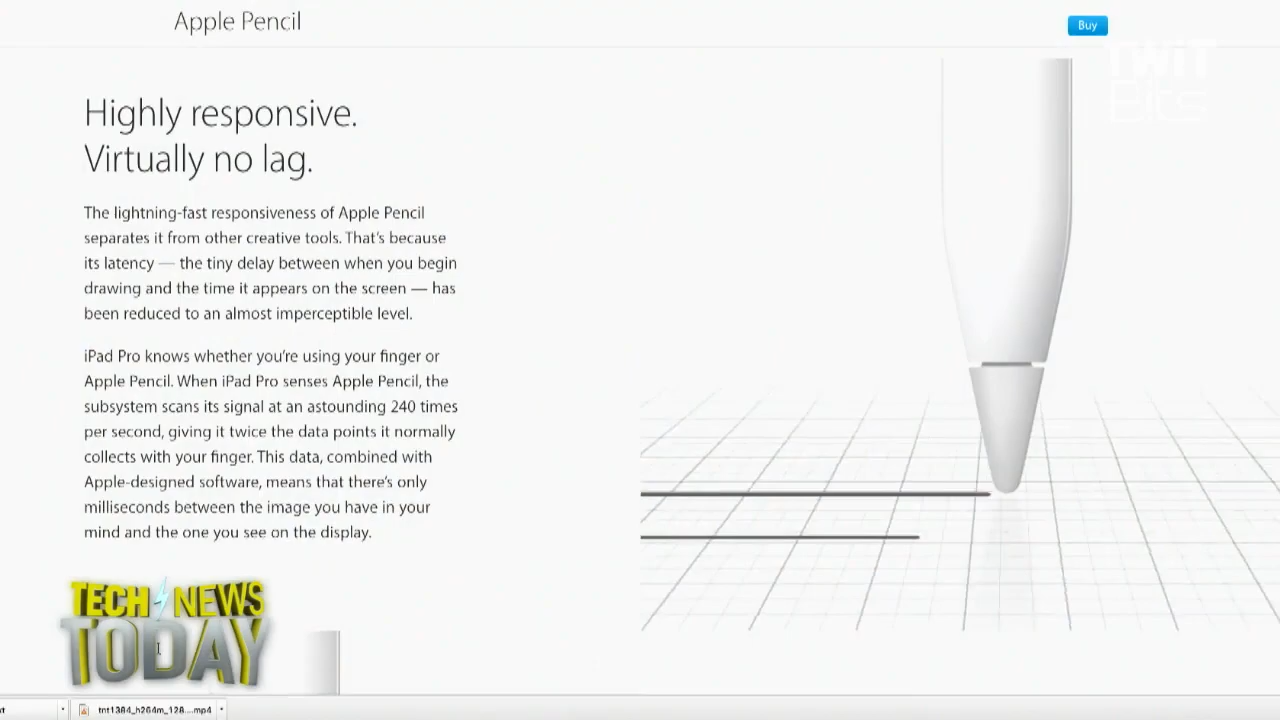 Apple Pencil
Buy
TWiT
Bits
Highly responsive.
Virtually no lag.
The lightning-fast responsiveness of Apple Pencil
separates it from other creative tools. That's because
its latency — the tiny delay between when you begin
drawing and the time it appears on the screen — has
been reduced to an almost imperceptible level.
iPad Pro knows whether you're using your finger or
Apple Pencil. When iPad Pro senses Apple Pencil, the
subsystem scans its signal at an astounding 240 times
per second, giving it twice the data points it normally
collects with your finger. This data, combined with
Apple-designed software, means that there's only
milliseconds between the image you have in your
mind and the one you see on the display.
TECH NEWS
TODAY
tnt1384_h264m_128....mp4